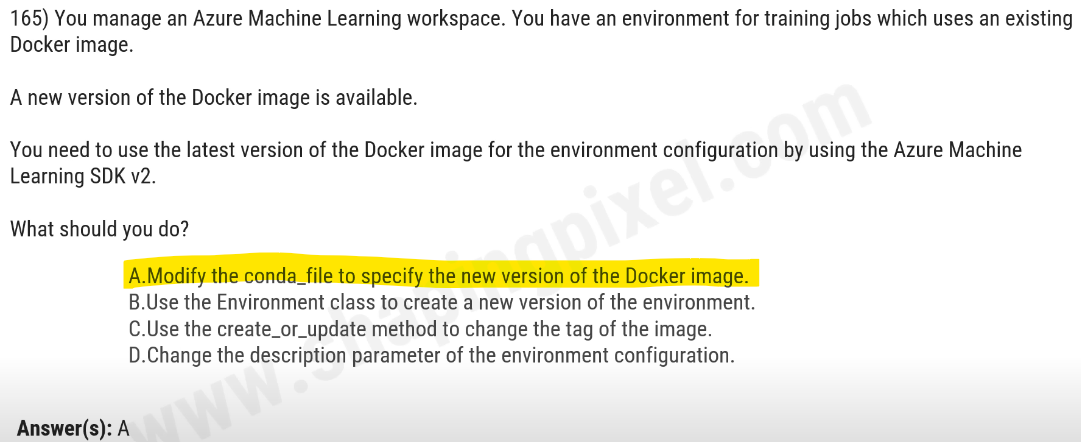 165) You manage an Azure Machine Learning workspace. You have an environment for training jobs which uses an existing
Docker image.
A new version of the Docker image is available.
You need to use the latest version of the Docker image for the environment configuration by using the Azure Machine
Learning SDK v2.
What should you do?
A.Modify the conda_file to specify the new version of the Docker image.
B.Use the Environment class to create a new version of the environment.
C.Use the create_or_update method to change the tag of the image.
D.Change the description parameter of the environment configuration.
Answer(s): A
www.shapingpixel.com